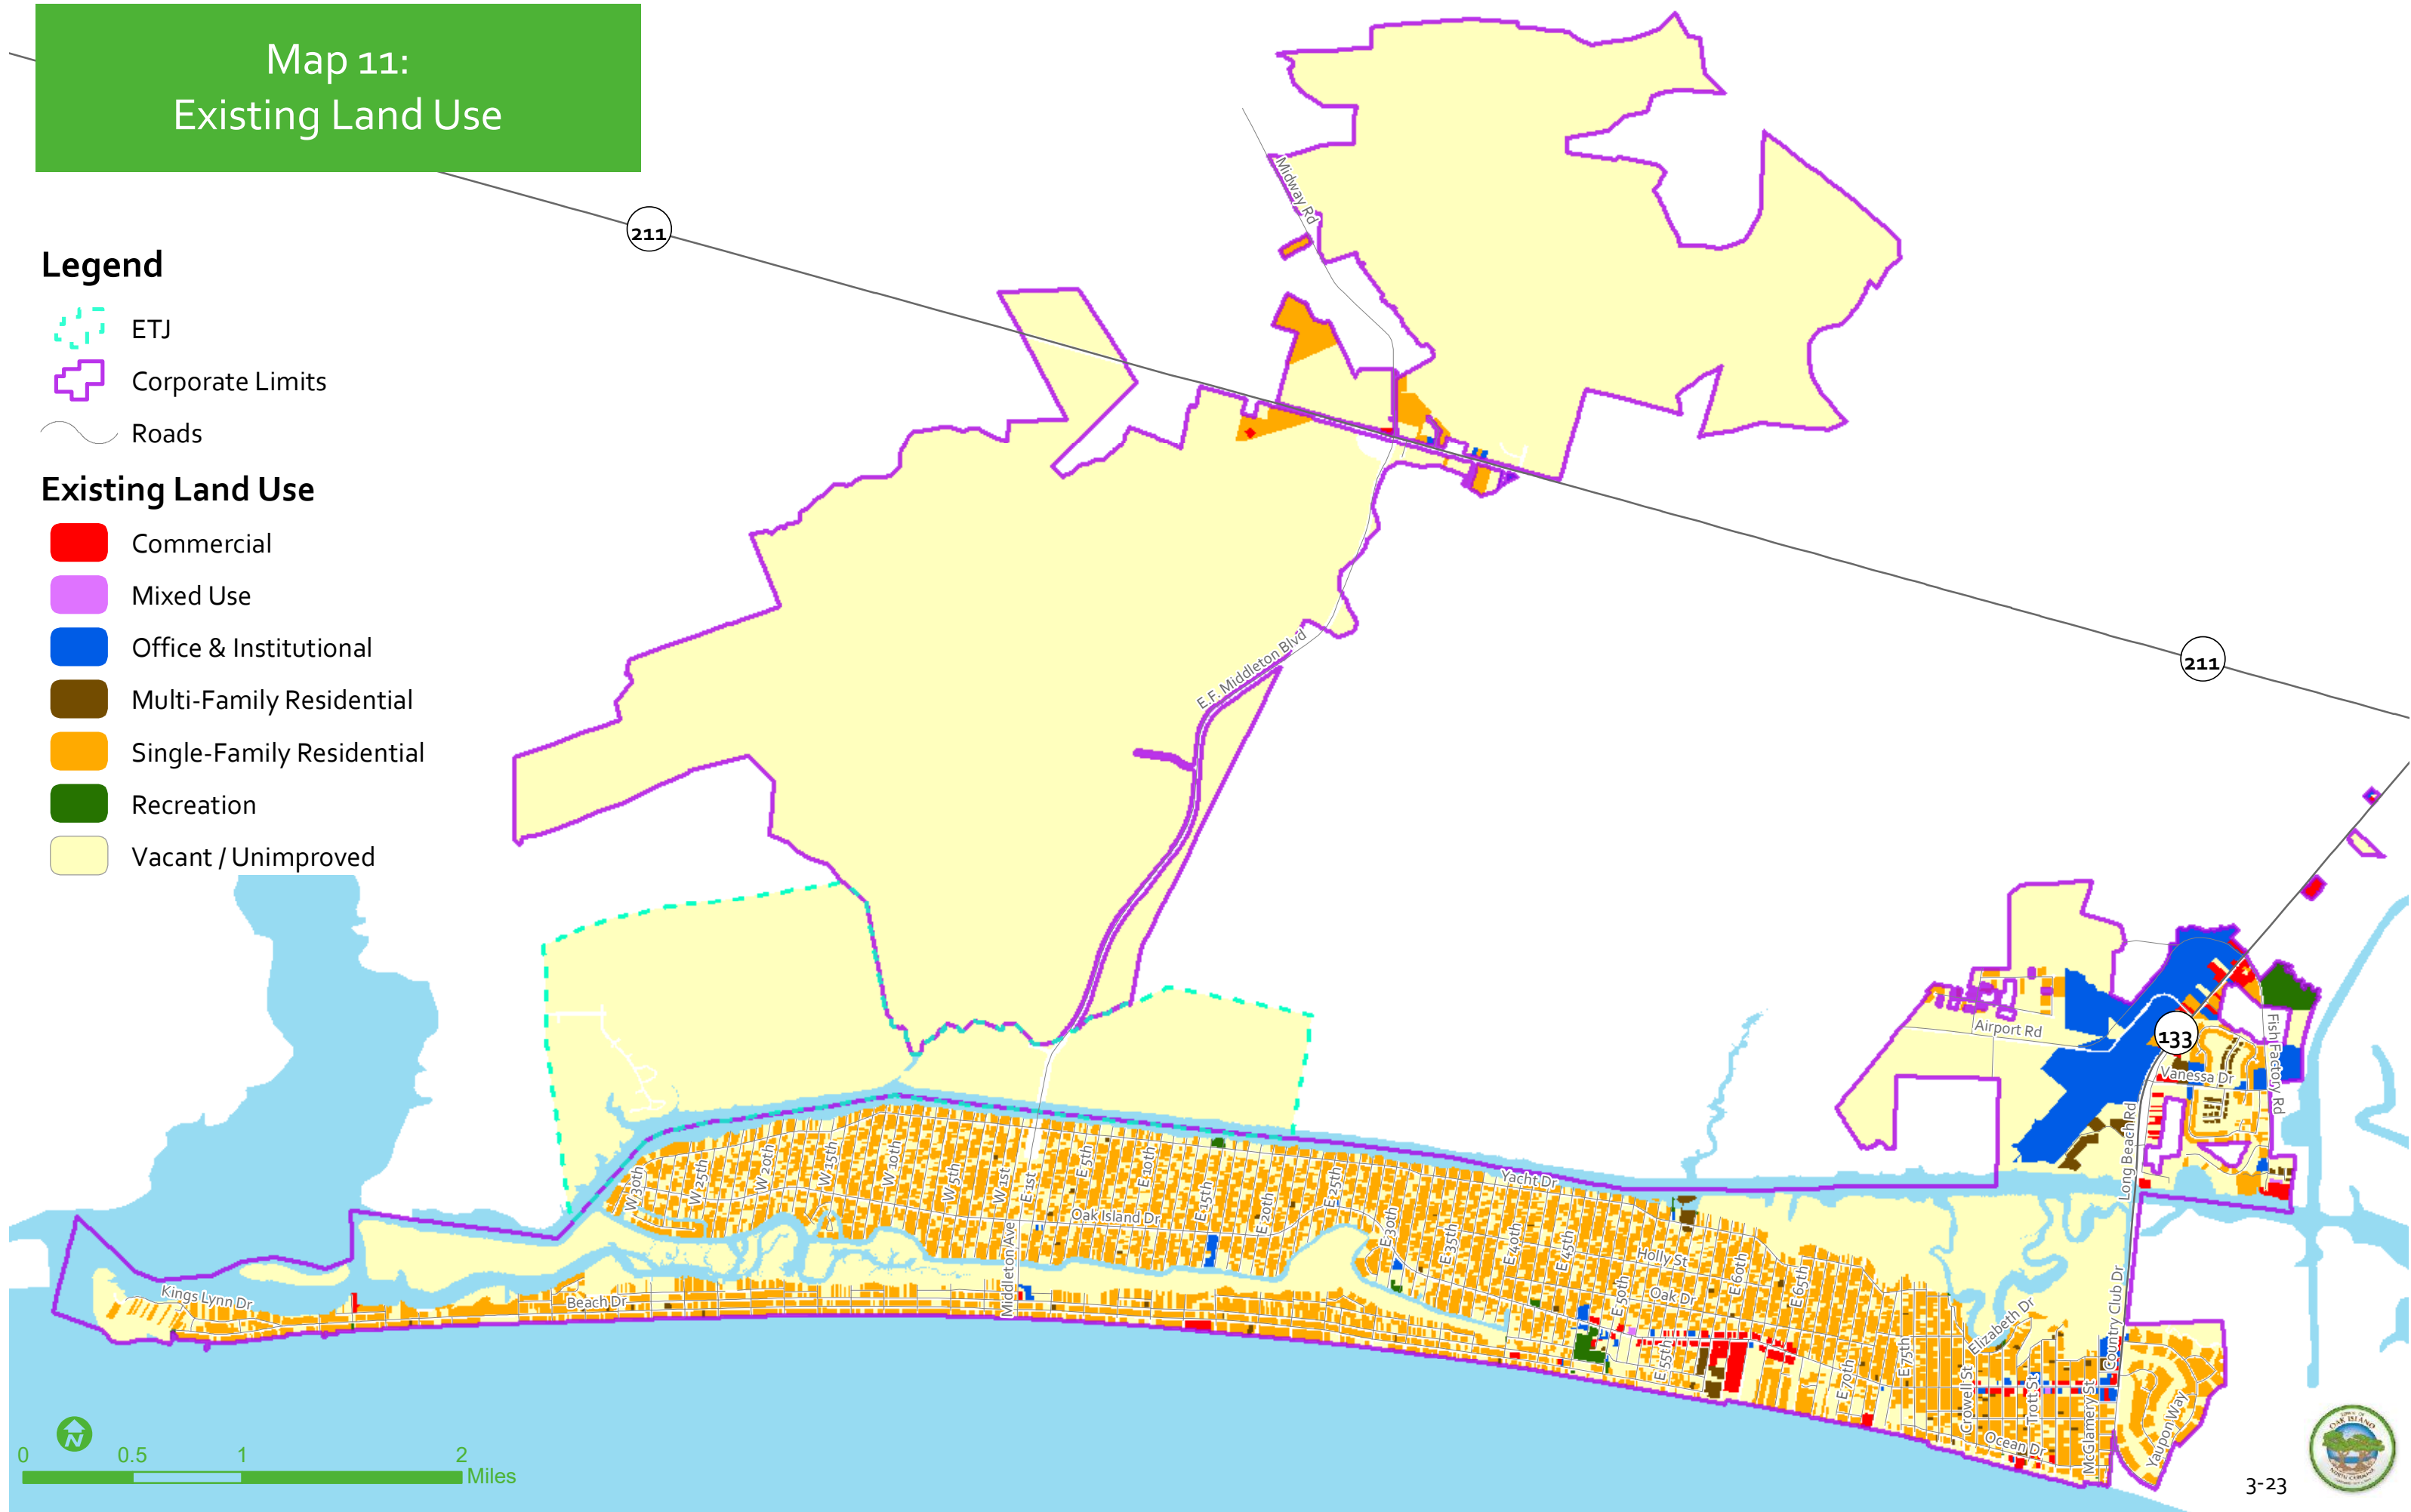 Map 11:
Existing Land Use
Legend
ETJ
Corporate Limits
Roads
Existing Land Use
Commercial
Mixed Use
Office & Institutional
Multi-Family Residential
Single-Family Residential
Recreation
Vacant / Unimproved
211
Midway Rd
211
E.F. Middleton Blvd
Airport Rd
133
Fish Factory Rd
Vanessa Dr
Long Beach Rd
W 30th
W 25th
W 20th
W 15th
W 10th
W 5th
W 1st
E 1st
E 5th
E 10th
E 15th
E 20th
E 25th
E 30th
E 35th
E 40th
E 45th
E 50th
E 55th
E 60th
E 65th
E 70th
E 75th
Yacht Dr
Oak Island Dr
Holly St
Oak Dr
Middleton Ave
Kings Lynn Dr
Beach Dr
Elizabeth Dr
Country Club Dr
Crowell St
Trott St
McGlamery St
Yaupon Way
Ocean Dr
N
0 0.5 1 2
Miles
3-23
OAK ISLAND
NORTH CAROLINA